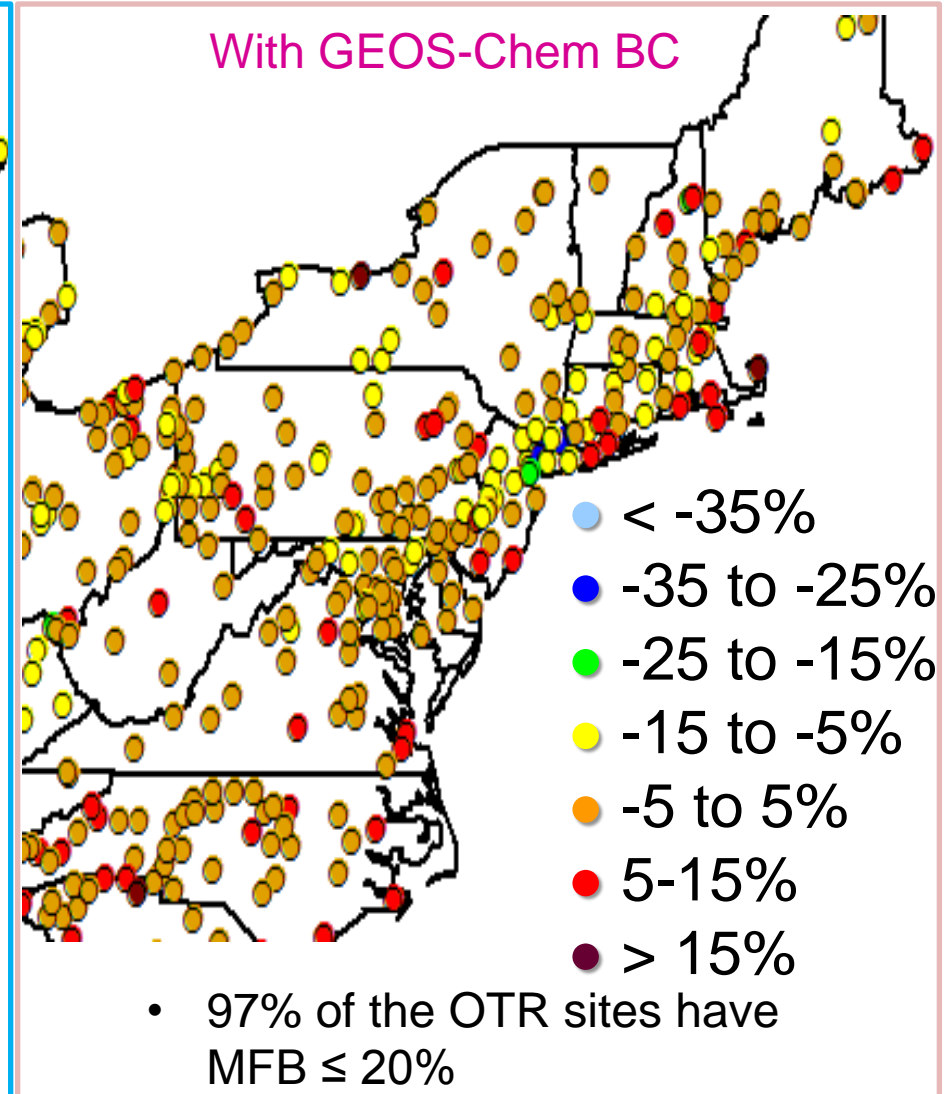 With GEOS-Chem BC
< -35%
-35 to -25%
-25 to -15%
-15 to -5%
-5 to 5%
5-15%
> 15%
• 97% of the OTR sites have
MFB ≤ 20%